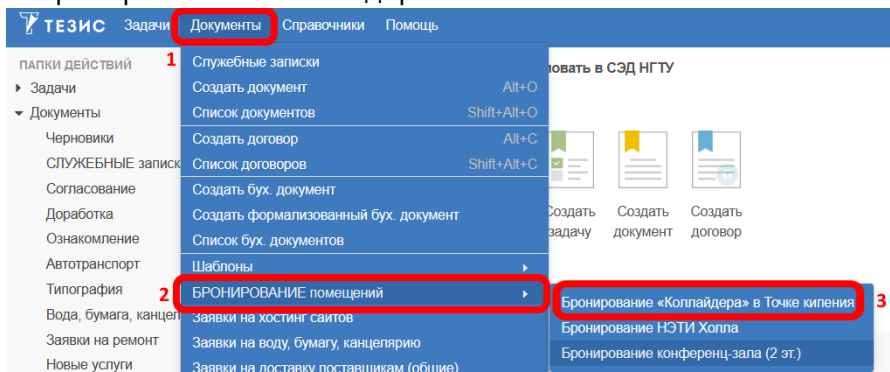 ТЕЗИС Задачи Документы Справочники Помощь
ПАПКИ ДЕЙСТВИЙ
Задачи
Документы
Черновики
СЛУЖЕБНЫЕ записк
Согласование
Доработка
Ознакомление
Автотранспорт
Типография
Вода, бумага, канцел
Заявки на ремонт
Новые услуги
1
Служебные записки
Создать документ Alt+O
Список документов Shift+Alt+O
Создать договор Alt+C
Список договоров Shift+Alt+C
Создать бух. документ
Создать формализованный бух. документ
Список бух. документов
Шаблоны
2 БРОНИРОВАНИЕ помещений
Заявки на хостинг сайтов
Заявки на воду, бумагу, канцелярию
Заявки на доставку поставщикам (общие)
овать в СЭД НГТУ
Создать задачу
Создать документ
Создать договор
Бронирование «Коллайдера» в Точке кипения 3
Бронирование НЭТИ Холла
Бронирование конференц-зала (2 эт.)